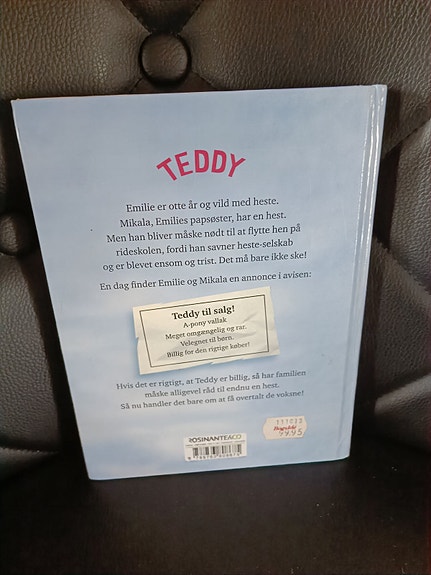 TEDDY
Emilie er otte år og vild med heste.
Mikala, Emilies papsøster, har en hest.
Men han bliver måske nødt til at flytte hen på
rideskolen, fordi han savner heste-selskab
og er blevet ensom og trist. Det må bare ikke ske!
En dag finder Emilie og Mikala en annonce i avisen:
Teddy til salg!
A-pony vallak
Meget omgængelig og rar.
Velegnet til børn.
Billig for den rigtige køber!
Hvis det er rigtigt, at Teddy er billig, så har familien
måske alligevel råd til endnu en hest.
Så nu handler det bare om at få overtalt de voksne!
ROSINANTE&CO
99.95